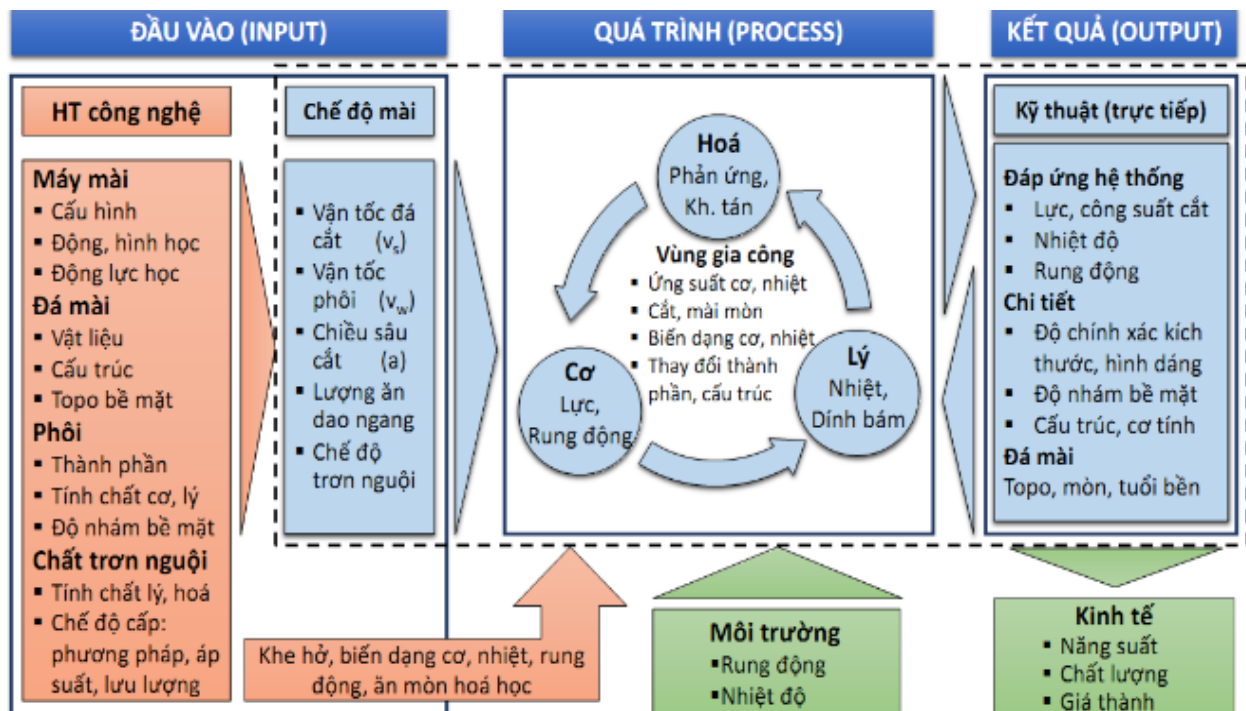 ĐẦU VÀO (INPUT)
HT công nghệ
Máy mài
▪ Cấu hình
▪ Động, hình học
▪ Động lực học
Đá mài
▪ Vật liệu
▪ Cấu trúc
▪ Topo bề mặt
Phôi
▪ Thành phần
▪ Tính chất cơ, lý
▪ Độ nhám bề mặt
Chất trơn nguội
▪ Tính chất lý, hoá
▪ Chế độ cấp:
phương pháp, áp
suất, lưu lượng
Chế độ mài
▪ Vận tốc đá
cắt (vₛ)
▪ Vận tốc
phôi (v_w)
▪ Chiều sâu
cắt (a)
▪ Lượng ăn
dao ngang
▪ Chế độ
trơn nguội
QUÁ TRÌNH (PROCESS)
Hoá
Phản ứng,
Kh. tán
Vùng gia công
▪ Ứng suất cơ, nhiệt
▪ Cắt, mài mòn
▪ Biến dạng cơ, nhiệt
▪ Thay đổi thành
phần, cấu trúc
Cơ
Lực,
Rung động
Lý
Nhiệt,
Dính bám
KẾT QUẢ (OUTPUT)
Kỹ thuật (trực tiếp)
Đáp ứng hệ thống
▪ Lực, công suất cắt
▪ Nhiệt độ
▪ Rung động
Chi tiết
▪ Độ chính xác kích
thước, hình dáng
▪ Độ nhám bề mặt
▪ Cấu trúc, cơ tính
Đá mài
Topo, mòn, tuổi bền
Khe hở, biến dạng cơ, nhiệt, rung
động, ăn mòn hoá học
Môi trường
▪Rung động
▪Nhiệt độ
Kinh tế
▪ Năng suất
▪ Chất lượng
▪ Giá thành